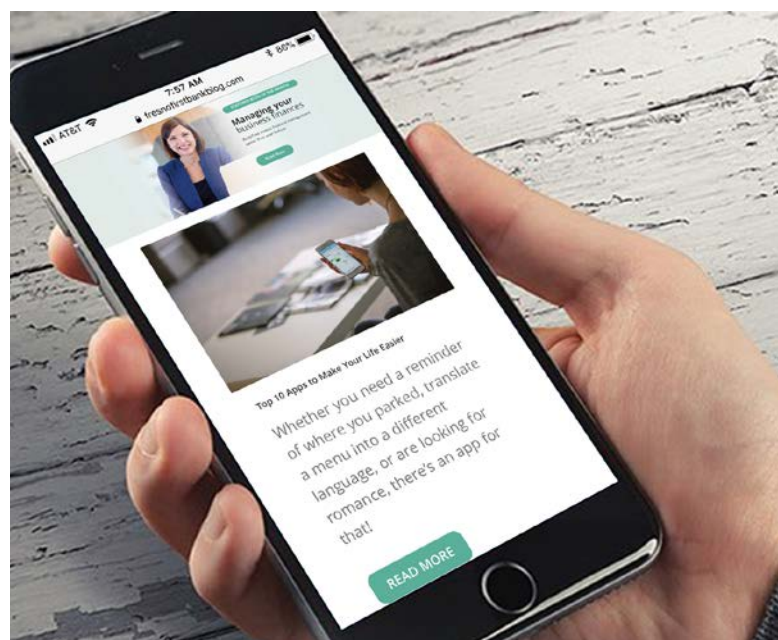 AT&T
7:57 AM
80%
fresnofirstbankblog.com
Managing your
business finances
Read More
Top 10 Apps to Make Your Life Easier
Whether you need a reminder
of where you parked, translate
a menu into a different
language, or are looking for
romance, there's an app for
that!
READ MORE